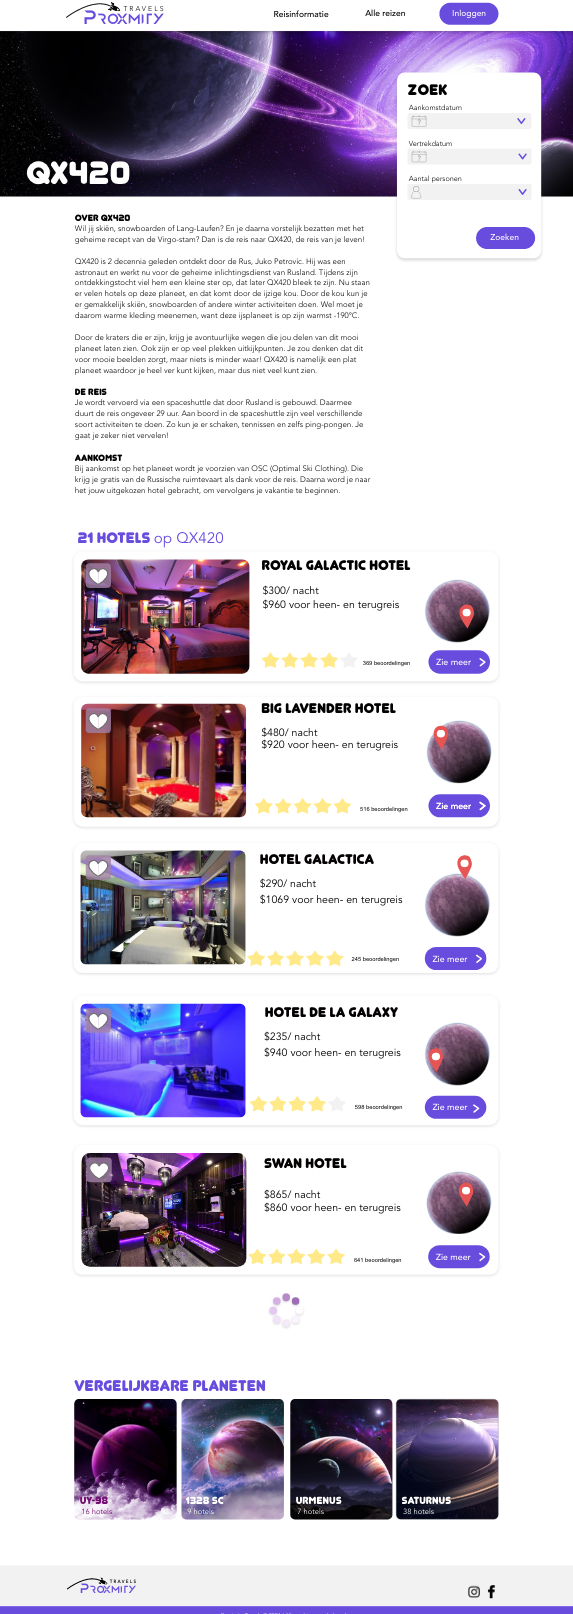 TRAVELS
PROXMITY
Reisinformatie
Alle reizen
Inloggen
QX420
ZOEK
Aankomstdatum
Vertrekdatum
Aantal personen
Zoeken
OVER QX420
Wil jij skiën, snowboarden of Lang-Laufen? En je daarna vorstelijk bezatten met het
geheime recept van de Virgo-stam? Dan is de reis naar QX420, de reis van je leven!
QX420 is 2 decennia geleden ontdekt door de Rus, Juko Petrovic. Hij was een
astronaut en werkt nu voor de geheime inlichtingsdienst van Rusland. Tijdens zijn
ontdekkingstocht viel hem een kleine ster op, dat later QX420 bleek te zijn. Nu staan
er velen hotels op deze planeet, en dat komt door de ijzige kou. Door de kou kun je
er gemakkelijk skiën, snowboarden of andere winter activiteiten doen. Wel moet je
daarom warme kleding meenemen, want deze ijsplaneet is op zijn warmst -190°C.
Door de kraters die er zijn, krijg je avontuurlijke wegen die jou delen van dit mooi
planeet laten zien. Ook zijn er op veel plekken uitkijkpunten. Je zou denken dat dit
voor mooie beelden zorgt, maar niets is minder waar! QX420 is namelijk een plat
planeet waardoor je heel ver kunt kijken, maar dus niet veel kunt zien.
DE REIS
Je wordt vervoerd via een spaceshuttle dat door Rusland is gebouwd. Daarmee
duurt de reis ongeveer 29 uur. Aan boord in de spaceshuttle zijn veel verschillende
soort activiteiten te doen. Zo kun je er schaken, tennissen en zelfs ping-pongen. Je
gaat je zeker niet vervelen!
AANKOMST
Bij aankomst op het planeet wordt je voorzien van OSC (Optimal Ski Clothing). Die
krijg je gratis van de Russische ruimtevaart als dank voor de reis. Daarna word je naar
het jouw uitgekozen hotel gebracht, om vervolgens je vakantie te beginnen.
21 HOTELS op QX420
ROYAL GALACTIC HOTEL
$300/ nacht
$960 voor heen- en terugreis
369 beoordelingen
Zie meer
BIG LAVENDER HOTEL
$480/ nacht
$920 voor heen- en terugreis
516 beoordelingen
Zie meer
HOTEL GALACTICA
$290/ nacht
$1069 voor heen- en terugreis
245 beoordelingen
Zie meer
HOTEL DE LA GALAXY
$235/ nacht
$940 voor heen- en terugreis
598 beoordelingen
Zie meer
SWAN HOTEL
$865/ nacht
$860 voor heen- en terugreis
641 beoordelingen
Zie meer
VERGELIJKBARE PLANETEN
UY-98
16 hotels
1328 SC
9 hotels
URMENUS
7 hotels
SATURNUS
38 hotels
TRAVELS
PROXMITY